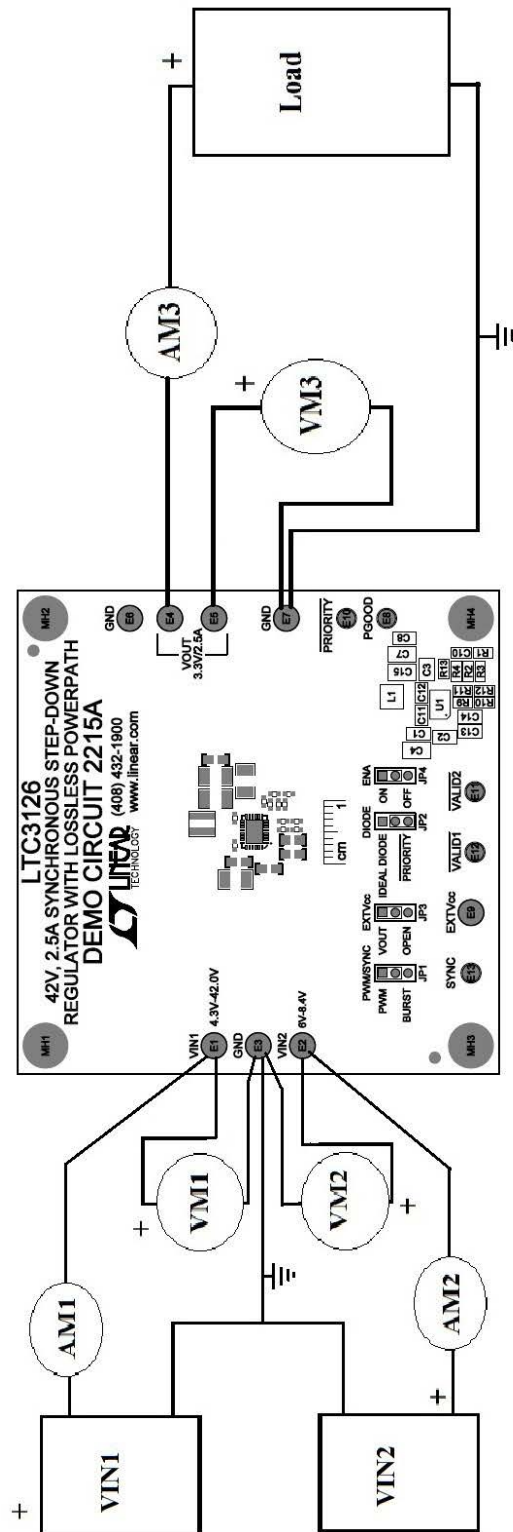 LTC3126
42V, 2.5A SYNCHRONOUS STEP-DOWN
REGULATOR WITH LOSSLESS POWERPATH
DEMO CIRCUIT 2215A
LINEAR
TECHNOLOGY
(408) 432-1900
www.linear.com
MH1
MH2
MH3
MH4
+
VIN1
AM1
+
VM1
VM2
+
AM2
+
VIN2
VIN1
E1
4.3V-42.0V
GND
E3
VIN2
E2
6V-8.4V
GND
E6
E4
VOUT
3.3V/2.5A
E5
GND
E7
PRIORITY
E10
PGOOD
E8
AM3
+
VM3
+
Load
cm
1
PWM/SYNC
PWM
BURST
JP1
EXTVcc
VOUT
OPEN
JP3
DIODE
IDEAL DIODE
PRIORITY
JP2
ENA
ON
OFF
JP4
SYNC
E13
EXTVcc
E9
VALID1
E12
VALID2
E11
C4
C1
C2
C11
C12
U1
L1
C15
C7
C8
C3
R13
C10
R4
R2
R1
R3
R11
R9
R12
R10
C14
C13